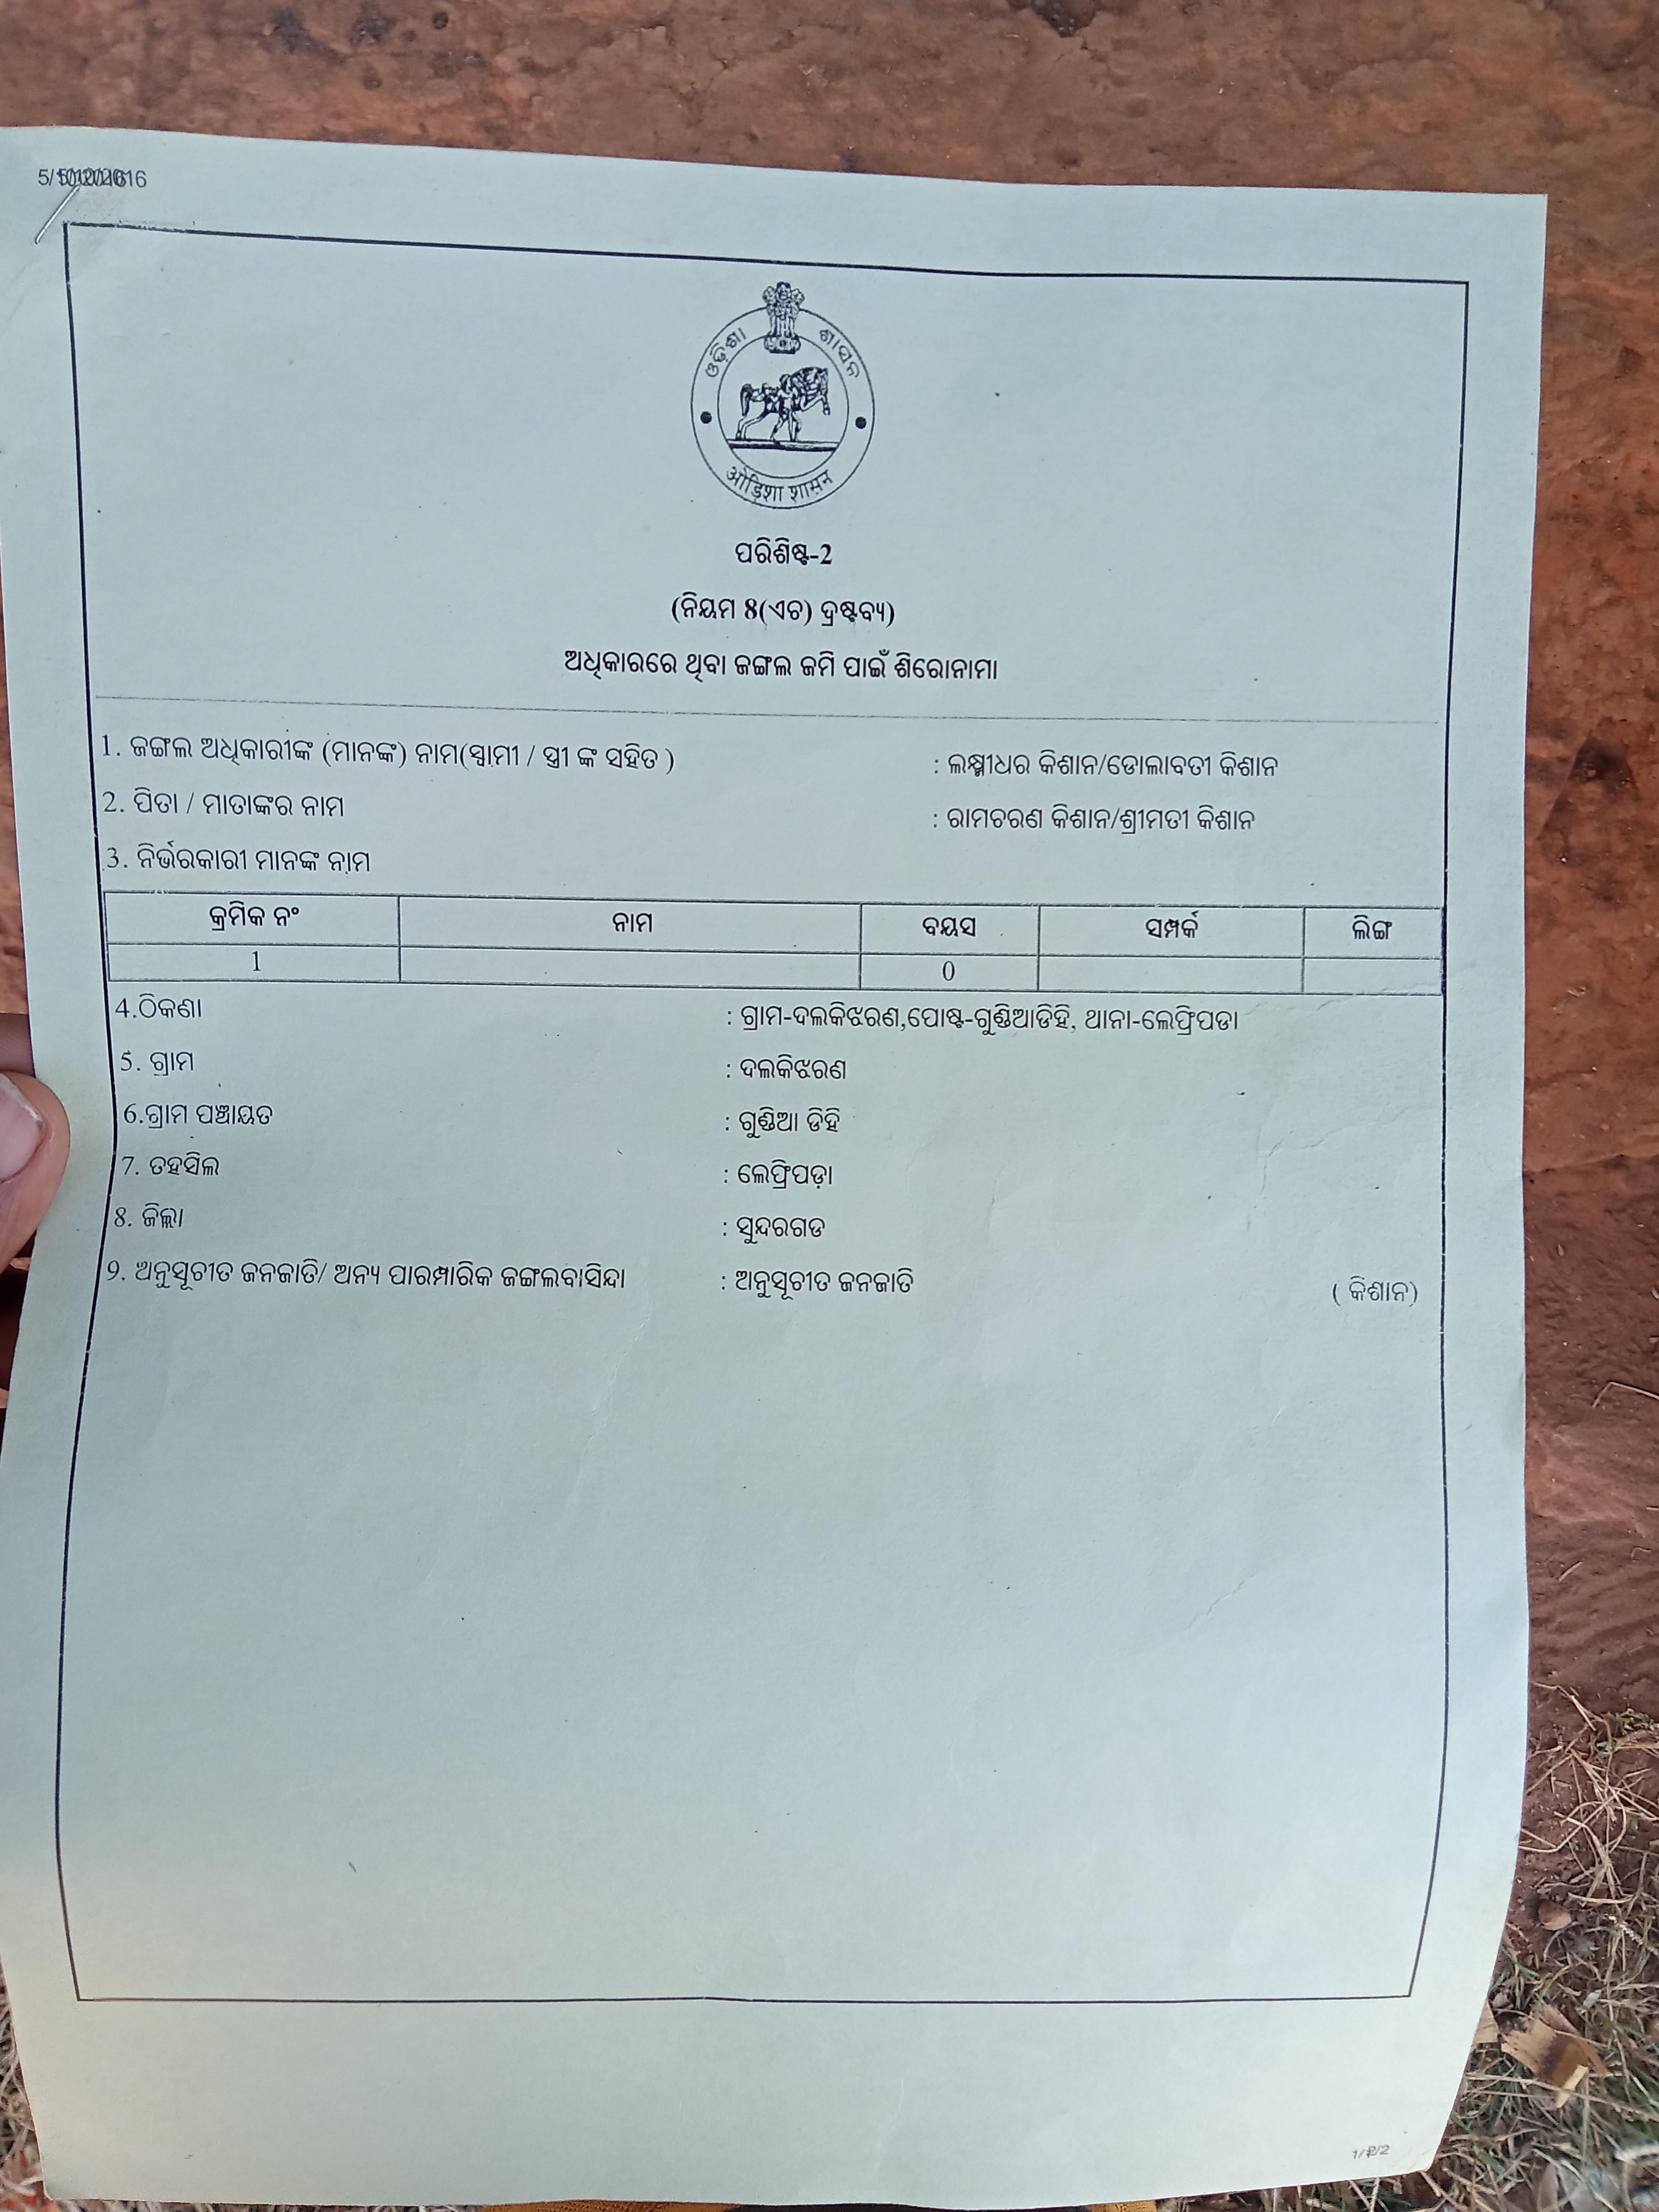 ଓଡ଼ିଶା ଶାସନ
ओड़िशा शासन
ପରିଶିଷ୍ଟ-2
(ନିୟମ 8(ଏଚ) ଦ୍ରଷ୍ଟବ୍ୟ)
ଅଧିକାରରେ ଥିବା ଜଙ୍ଗଲ ଜମି ପାଇଁ ଶିରୋନାମା
1. ଜଙ୍ଗଲ ଅଧିକାରୀଙ୍କ (ମାନଙ୍କ) ନାମ(ସ୍ୱାମୀ / ସ୍ତ୍ରୀ ଙ୍କ ସହିତ ) : ଲକ୍ଷ୍ମୀଧର କିଶାନ/ଡୋଲାବତୀ କିଶାନ
2. ପିତା / ମାତାଙ୍କର ନାମ : ରାମଚରଣ କିଶାନ/ଶ୍ରୀମତୀ କିଶାନ
3. ନିର୍ଭରକାରୀ ମାନଙ୍କ ନାମ
କ୍ରମିକ ନଂ ନାମ ବୟସ ସମ୍ପର୍କ ଲିଙ୍ଗ
1 0
4.ଠିକଣା : ଗ୍ରାମ-ଦଲକିଝରଣ,ପୋଷ୍ଟ-ଗୁଣ୍ଡିଆଡିହି, ଥାନା-ଲେଫ୍ରିପଡା
5. ଗ୍ରାମ : ଦଲକିଝରଣ
6.ଗ୍ରାମ ପଞ୍ଚାୟତ : ଗୁଣ୍ଡିଆ ଡିହି
7. ତହସିଲ : ଲେଫ୍ରିପଡ଼ା
8. ଜିଲ୍ଲା : ସୁନ୍ଦରଗଡ
9. ଅନୁସୂଚୀତ ଜନଜାତି/ ଅନ୍ୟ ପାରମ୍ପାରିକ ଜଙ୍ଗଲବାସିନ୍ଦା : ଅନୁସୂଚୀତ ଜନଜାତି ( କିଶାନ)